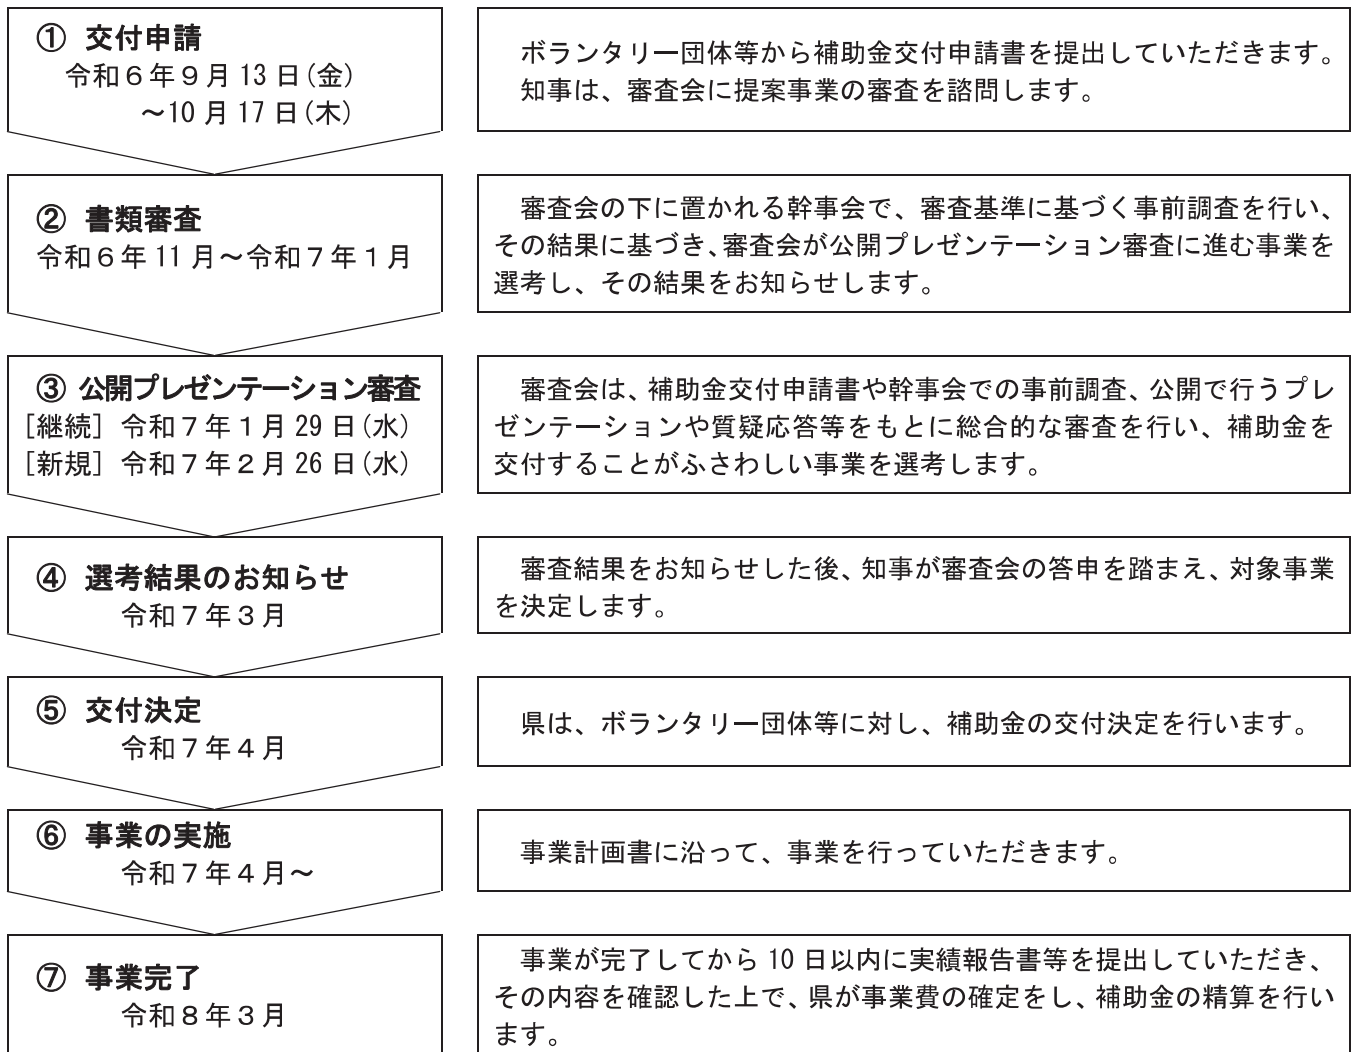 ① 交付申請
令和６年９月 13 日(金)
～10 月 17 日(木)
ボランタリー団体等から補助金交付申請書を提出していただきます。
知事は、審査会に提案事業の審査を諮問します。
② 書類審査
令和６年 11 月～令和７年１月
審査会の下に置かれる幹事会で、審査基準に基づく事前調査を行い、
その結果に基づき、審査会が公開プレゼンテーション審査に進む事業を
選考し、その結果をお知らせします。
③ 公開プレゼンテーション審査
[継続] 令和７年１月 29 日(水)
[新規] 令和７年２月 26 日(水)
審査会は、補助金交付申請書や幹事会での事前調査、公開で行うプレ
ゼンテーションや質疑応答等をもとに総合的な審査を行い、補助金を
交付することがふさわしい事業を選考します。
④ 選考結果のお知らせ
令和７年３月
審査結果をお知らせした後、知事が審査会の答申を踏まえ、対象事業
を決定します。
⑤ 交付決定
令和７年４月
県は、ボランタリー団体等に対し、補助金の交付決定を行います。
⑥ 事業の実施
令和７年４月～
事業計画書に沿って、事業を行っていただきます。
⑦ 事業完了
令和８年３月
事業が完了してから 10 日以内に実績報告書等を提出していただき、
その内容を確認した上で、県が事業費の確定をし、補助金の精算を行い
ます。